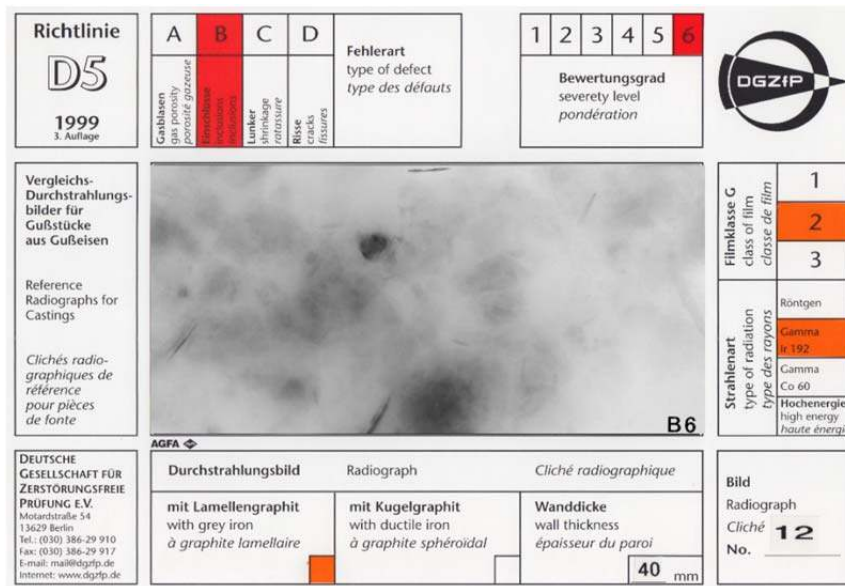 Richtlinie
D5
1999
3. Auflage
A B C D
Gasblasen
gas porosity
porosité gazeuse
Einschlüsse
inclusions
inclusions
Lunker
shrinkage
ratassure
Risse
cracks
fissures
Fehlerart
type of defect
type des défauts
1 2 3 4 5 6
Bewertungsgrad
severety level
pondération
DGZfP
Vergleichs-
Durchstrahlungs-
bilder für
Gußstücke
aus Gußeisen
Reference
Radiographs for
Castings
Clichés radio-
graphiques de
référence
pour pièces
de fonte
B6
AGFA
Filmklasse G
class of film
classe de film
1
2
3
Strahlenart
type of radiation
type des rayons
Röntgen
Gamma
Ir 192
Gamma
Co 60
Hochenergie
high energy
haute énergi
DEUTSCHE
GESELLSCHAFT FÜR
ZERSTÖRUNGSFREIE
PRÜFUNG E.V.
Motardstraße 54
13629 Berlin
Tel.: (030) 386-29 910
Fax: (030) 386-29 917
E-mail: mail@dgzfp.de
Internet: www.dgzfp.de
Durchstrahlungsbild Radiograph Cliché radiographique
mit Lamellengraphit
with grey iron
à graphite lamellaire
mit Kugelgraphit
with ductile iron
à graphite sphéroïdal
Wanddicke
wall thickness
épaisseur du paroi
40 mm
Bild
Radiograph
Cliché
No. 12